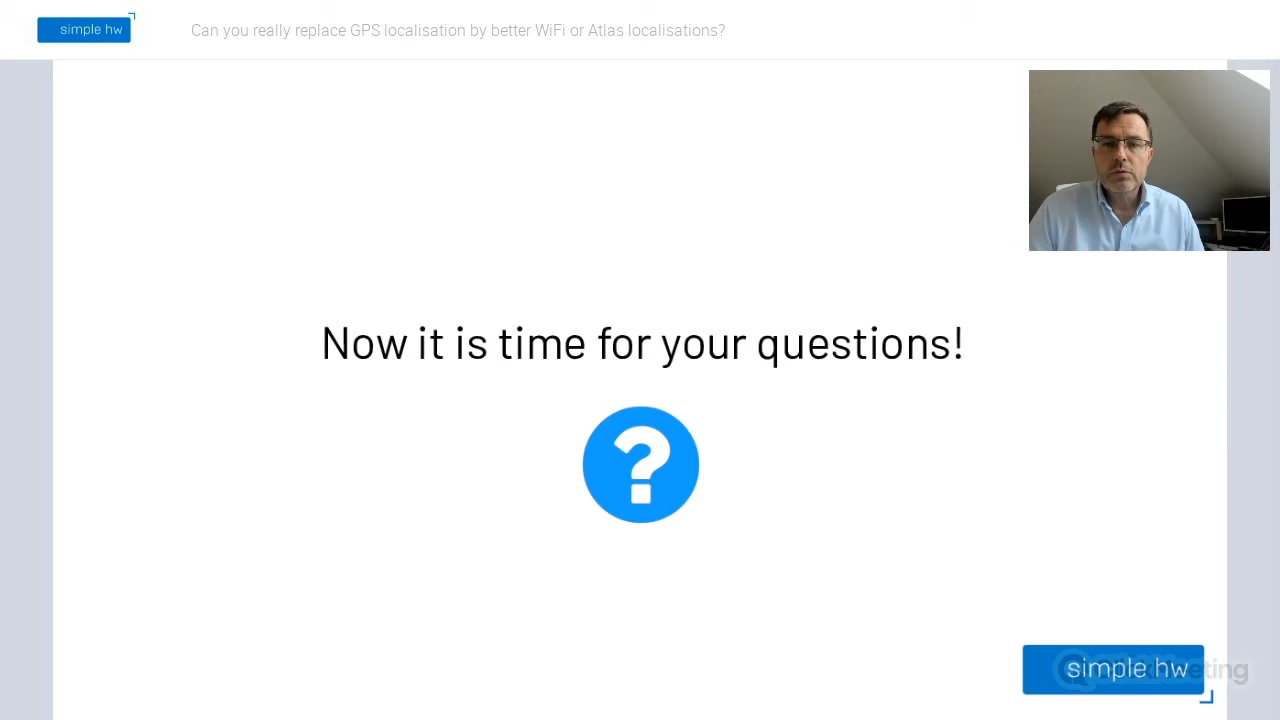 simple hw
Can you really replace GPS localisation by better WiFi or Atlas localisations?
Now it is time for your questions!
?
simple hw